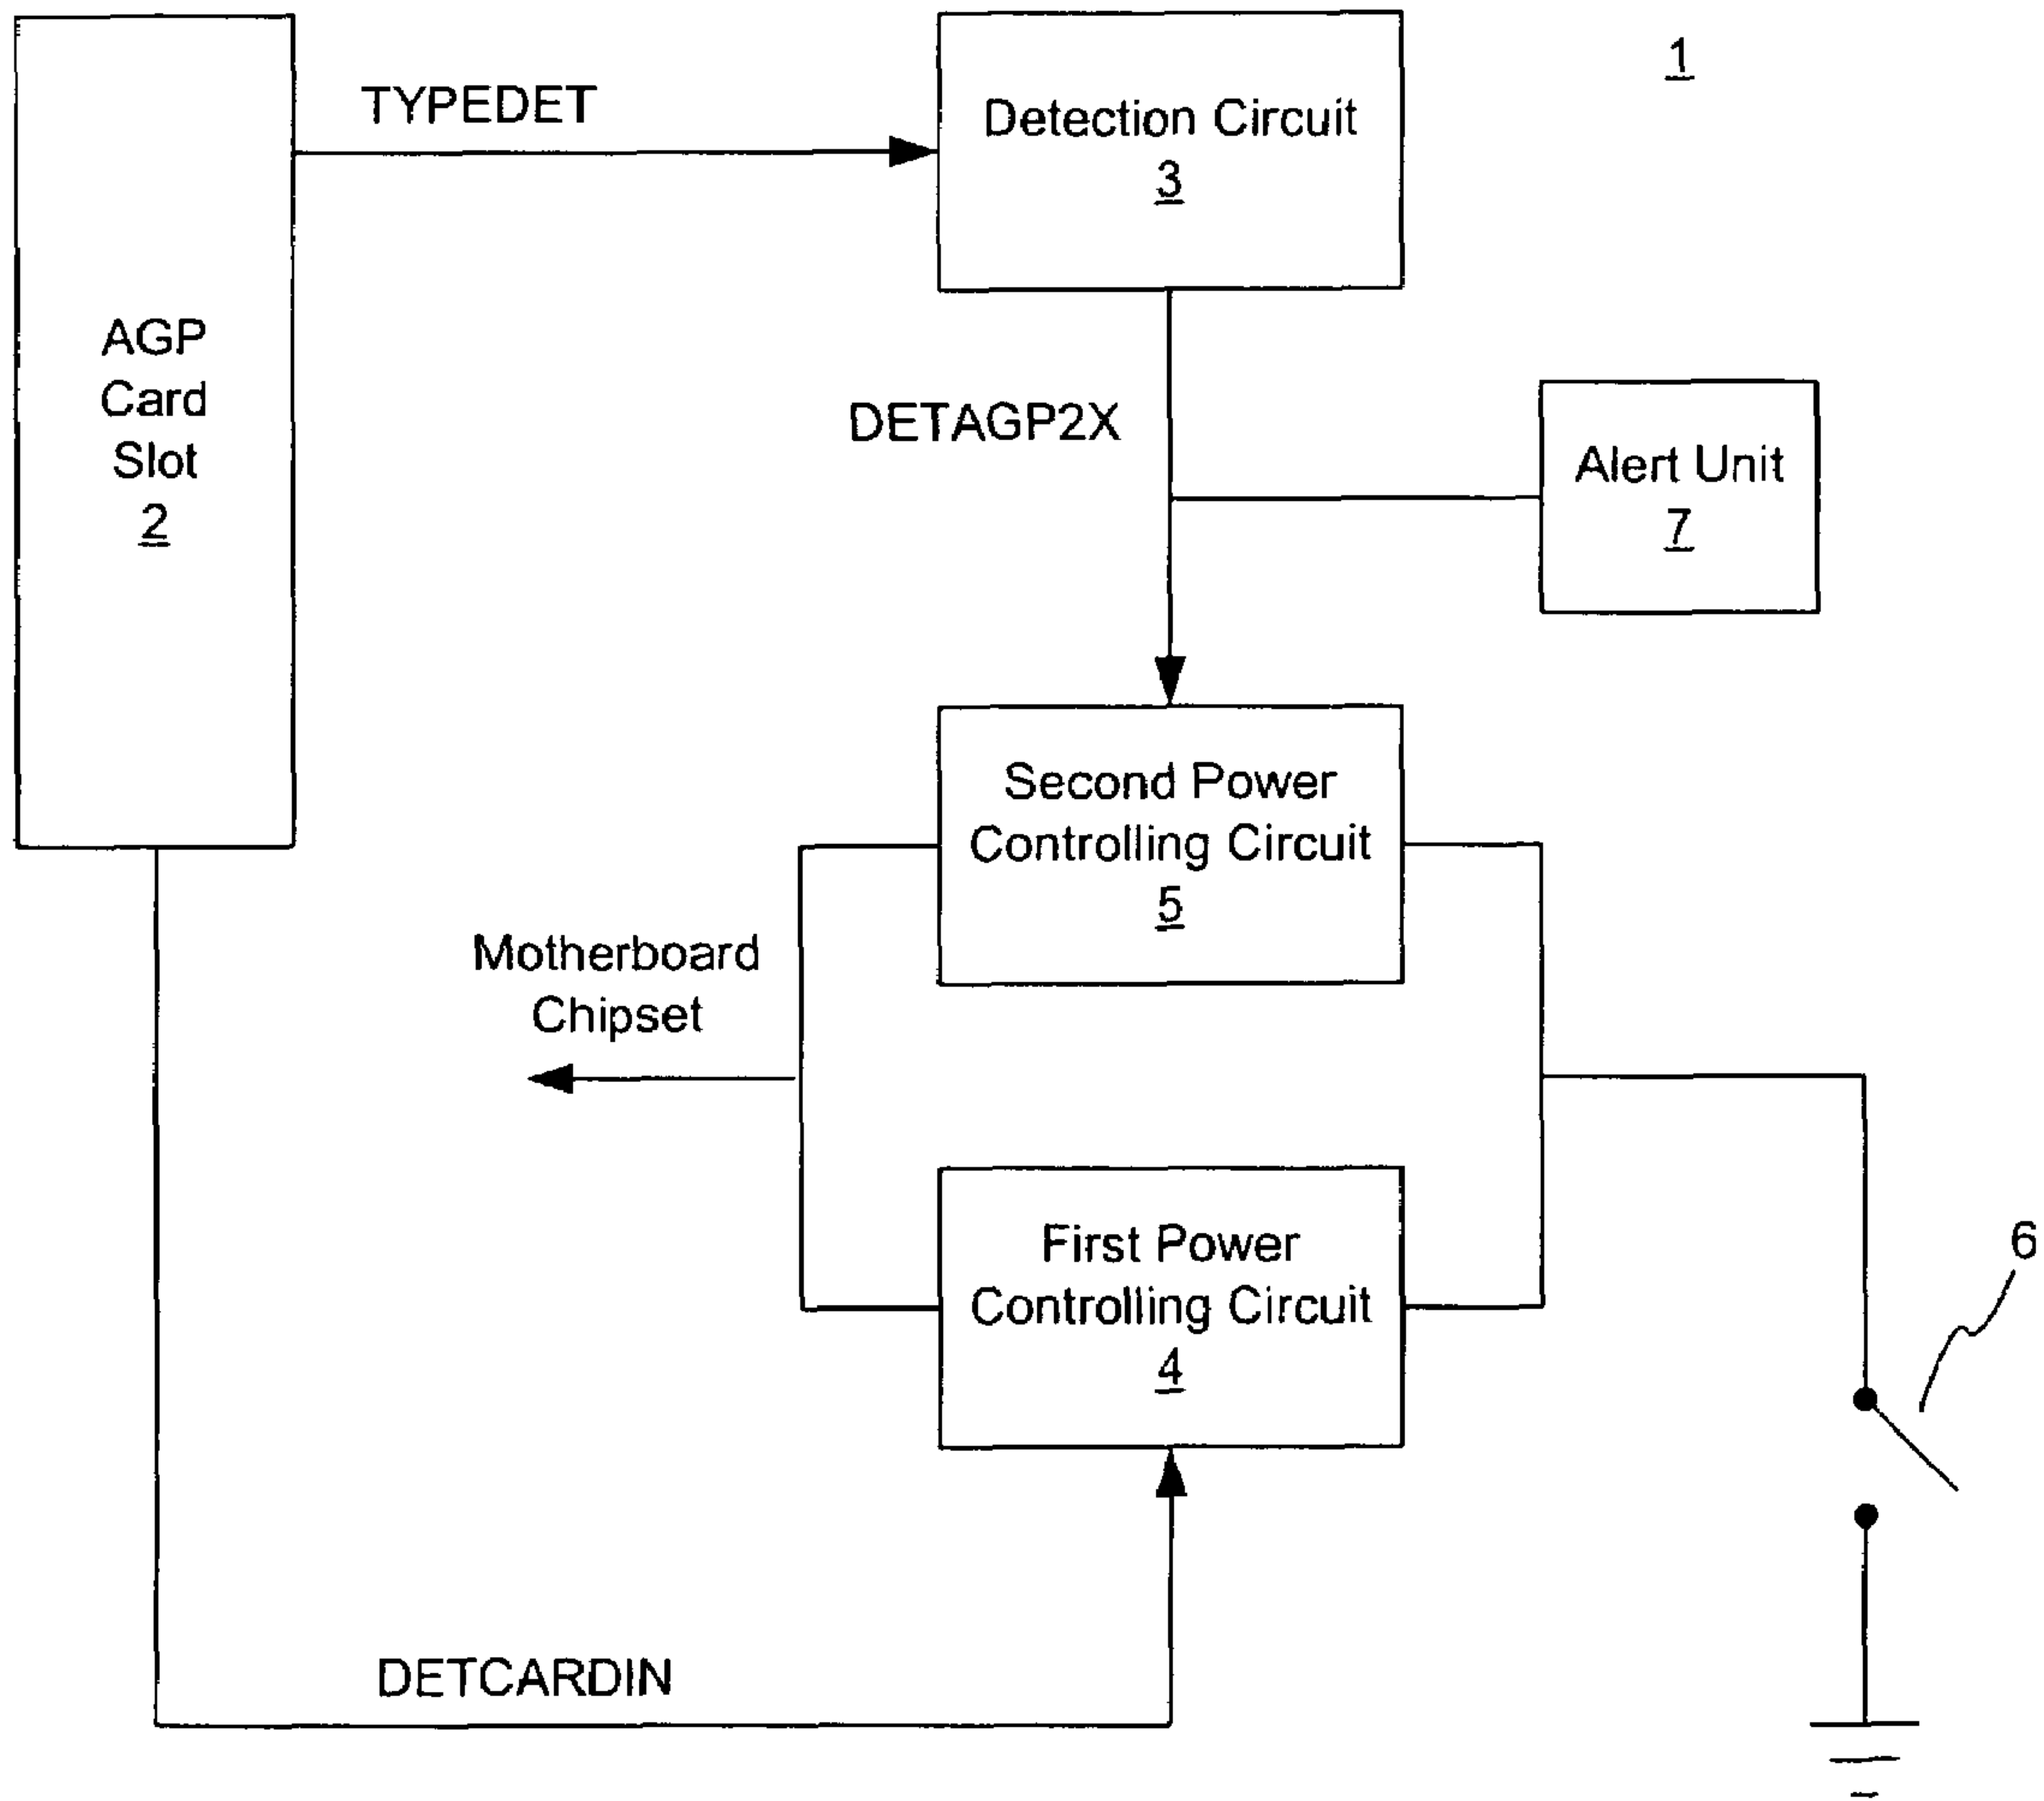 1
TYPEDET
Detection Circuit
3
AGP
Card
Slot
2
DETAGP2X
Alert Unit
7
Second Power
Controlling Circuit
5
Motherboard
Chipset
First Power
Controlling Circuit
4
6
DETCARDIN